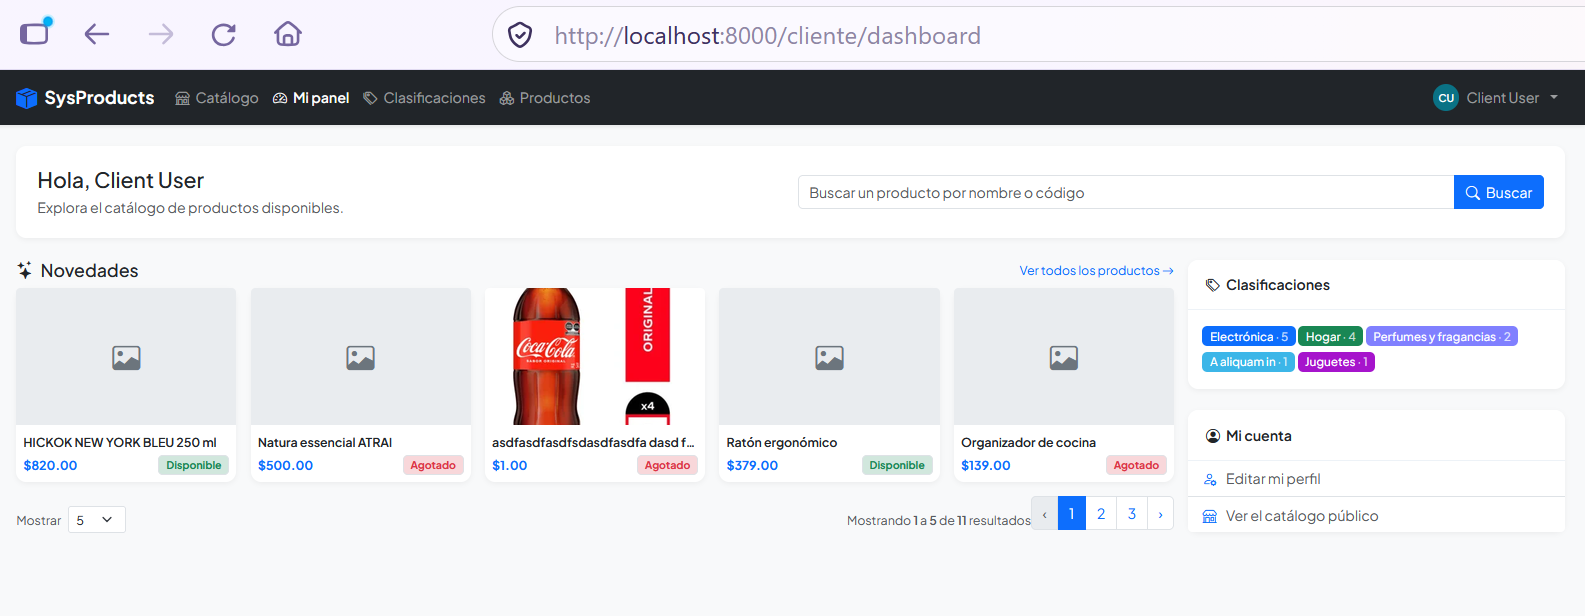 http://localhost:8000/cliente/dashboard
SysProducts Catálogo Mi panel Clasificaciones Productos CU Client User
Hola, Client User
Explora el catálogo de productos disponibles.
Buscar un producto por nombre o código Buscar
Novedades Ver todos los productos →
Coca-Cola
SABOR ORIGINAL
ORIGINAL
x4
HICKOK NEW YORK BLEU 250 ml
$820.00 Disponible
Natura essencial ATRAI
$500.00 Agotado
asdfasdfasdfsdasdfasdfa dasd f...
$1.00 Agotado
Ratón ergonómico
$379.00 Disponible
Organizador de cocina
$139.00 Agotado
Mostrar 5
Mostrando 1 a 5 de 11 resultados ‹ 1 2 3 ›
Clasificaciones
Electrónica · 5 Hogar · 4 Perfumes y fragancias · 2
A aliquam in · 1 Juguetes · 1
Mi cuenta
Editar mi perfil
Ver el catálogo público